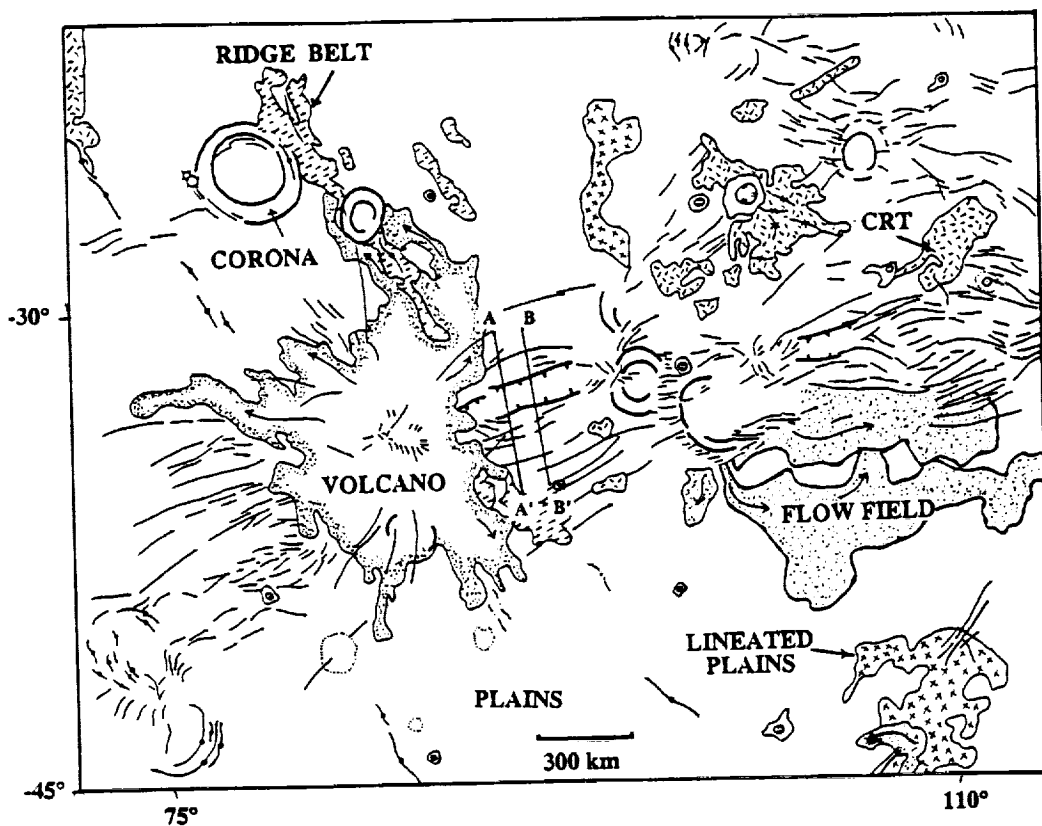 RIDGE BELT
CORONA
CRT
-30°
A B
VOLCANO
A' B'
FLOW FIELD
LINEATED
PLAINS
PLAINS
300 km
-45°
75°
110°